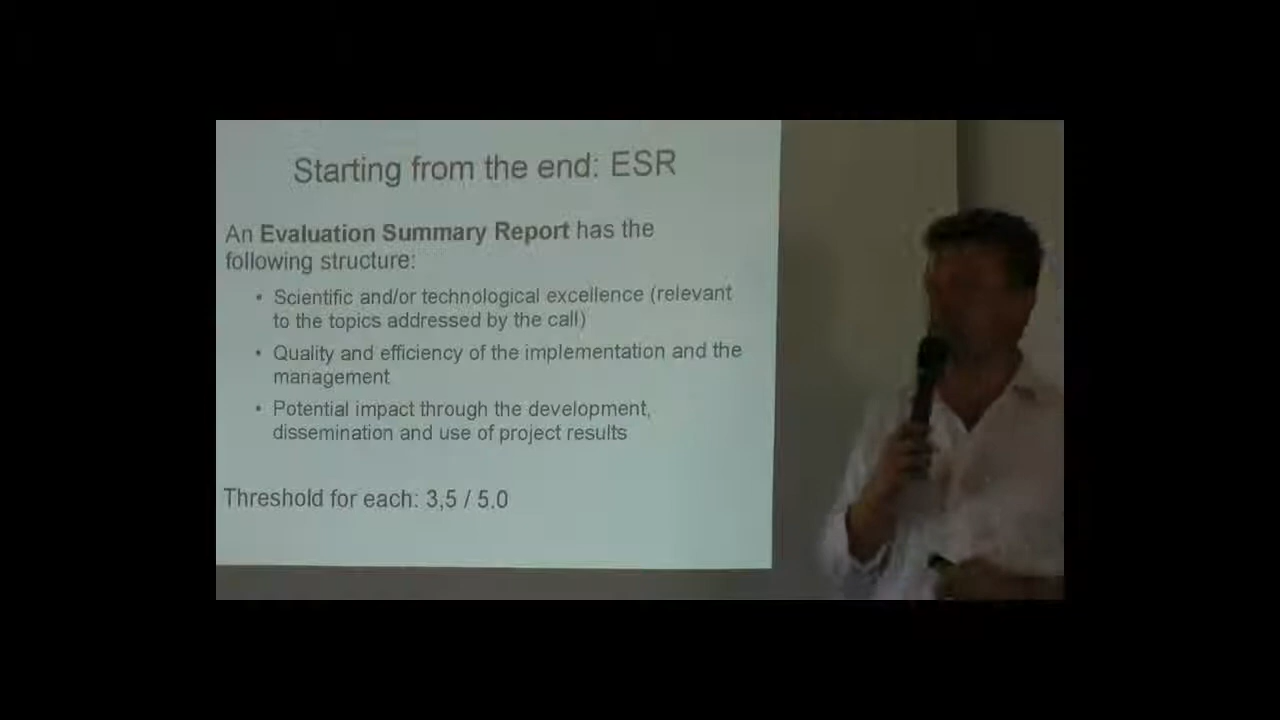 Starting from the end: ESR
An Evaluation Summary Report has the
following structure:
• Scientific and/or technological excellence (relevant
to the topics addressed by the call)
• Quality and efficiency of the implementation and the
management
• Potential impact through the development,
dissemination and use of project results
Threshold for each: 3,5 / 5.0